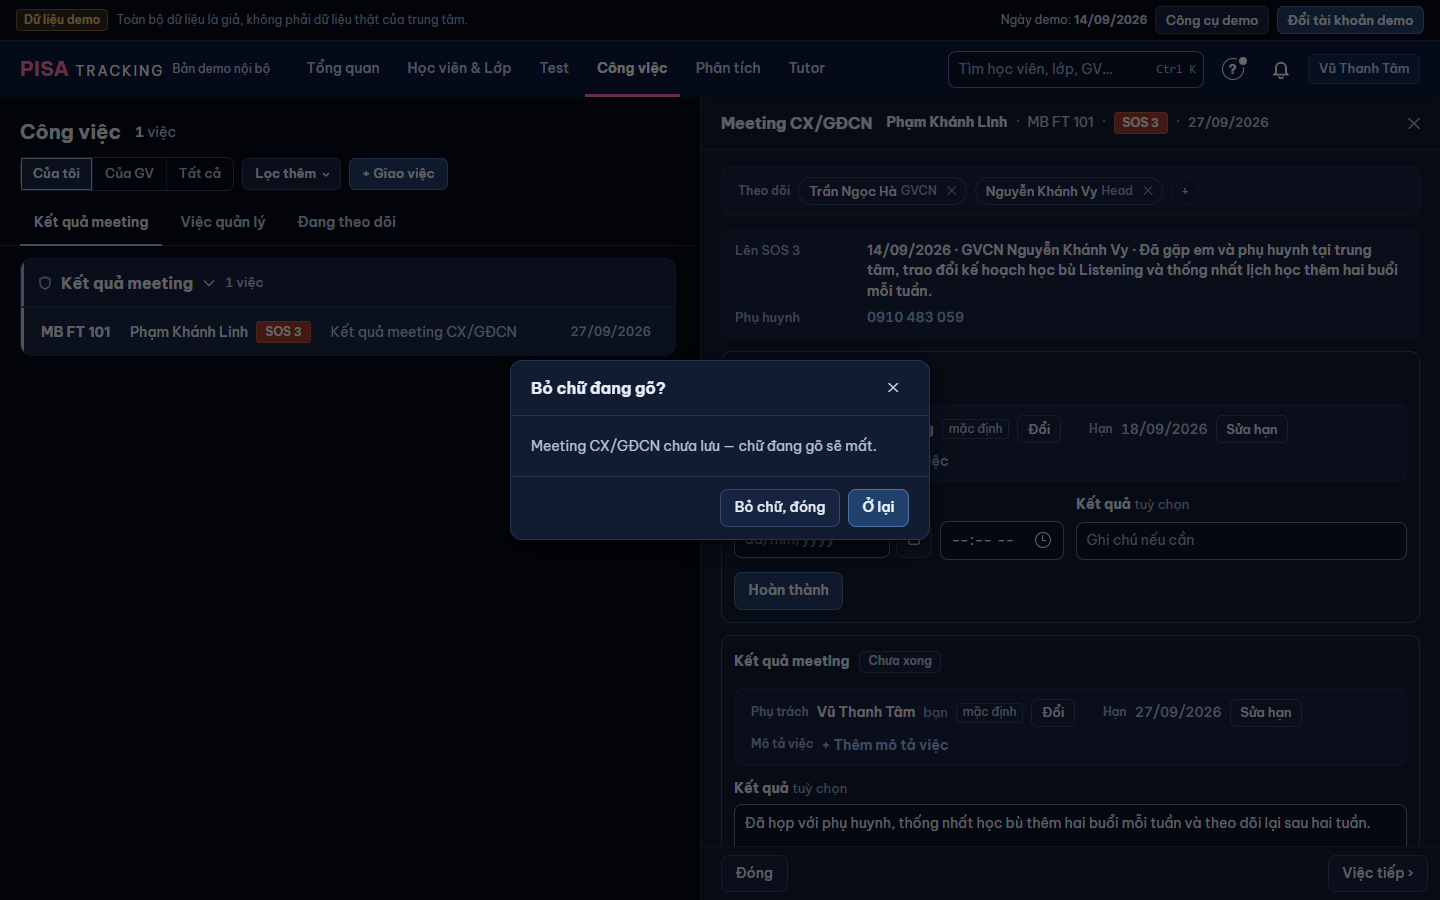 Dữ liệu demo Toàn bộ dữ liệu là giả, không phải dữ liệu thật của trung tâm. Ngày demo: 14/09/2026 Công cụ demo Đổi tài khoản demo
PISA TRACKING Bản demo nội bộ Tổng quan Học viên & Lớp Test Công việc Phân tích Tutor Tìm học viên, lớp, GV... Ctrl K ? Vũ Thanh Tâm
Công việc 1 việc
Của tôi Của GV Tất cả Lọc thêm + Giao việc
Kết quả meeting Việc quản lý Đang theo dõi
Kết quả meeting 1 việc
MB FT 101 Phạm Khánh Linh SOS 3 Kết quả meeting CX/GĐCN 27/09/2026
Meeting CX/GĐCN Phạm Khánh Linh · MB FT 101 · SOS 3 · 27/09/2026
Theo dõi Trần Ngọc Hà GVCN Nguyễn Khánh Vy Head +
Lên SOS 3 14/09/2026 · GVCN Nguyễn Khánh Vy · Đã gặp em và phụ huynh tại trung
tâm, trao đổi kế hoạch học bù Listening và thống nhất lịch học thêm hai buổi
mỗi tuần.
Phụ huynh 0910 483 059
Bỏ chữ đang gõ?
Meeting CX/GĐCN chưa lưu — chữ đang gõ sẽ mất.
Bỏ chữ, đóng Ở lại
mặc định Đổi Hạn 18/09/2026 Sửa hạn
Kết quả tuỳ chọn
--:-- -- Ghi chú nếu cần
Hoàn thành
Kết quả meeting Chưa xong
Phụ trách Vũ Thanh Tâm bạn mặc định Đổi Hạn 27/09/2026 Sửa hạn
Mô tả việc + Thêm mô tả việc
Kết quả tuỳ chọn
Đã họp với phụ huynh, thống nhất học bù thêm hai buổi mỗi tuần và theo dõi lại sau hai tuần.
Đóng Việc tiếp ›